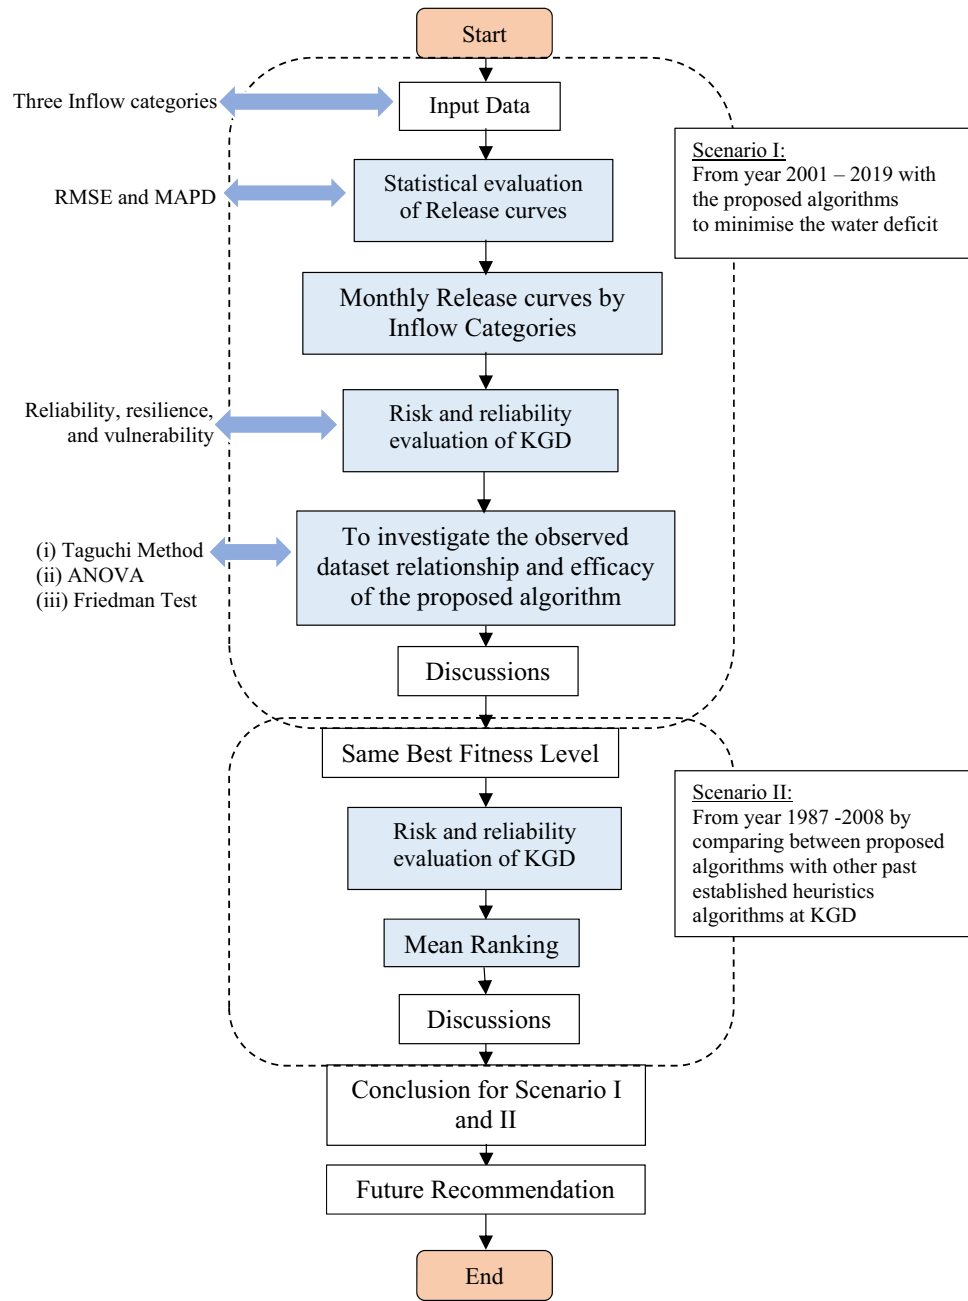 Start
Three Inflow categories
Input Data
Scenario I:
From year 2001 – 2019 with
the proposed algorithms
to minimise the water deficit
RMSE and MAPD
Statistical evaluation
of Release curves
Monthly Release curves by
Inflow Categories
Reliability, resilience,
and vulnerability
Risk and reliability
evaluation of KGD
(i) Taguchi Method
(ii) ANOVA
(iii) Friedman Test
To investigate the observed
dataset relationship and efficacy
of the proposed algorithm
Discussions
Same Best Fitness Level
Scenario II:
From year 1987 -2008 by
comparing between proposed
algorithms with other past
established heuristics
algorithms at KGD
Risk and reliability
evaluation of KGD
Mean Ranking
Discussions
Conclusion for Scenario I
and II
Future Recommendation
End